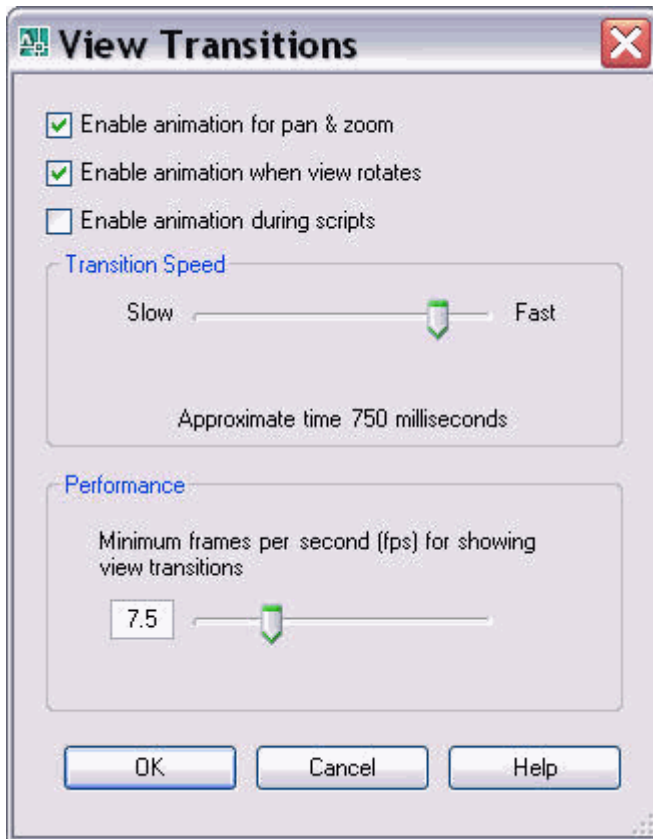 View Transitions
Enable animation for pan & zoom
Enable animation when view rotates
Enable animation during scripts
Transition Speed
Slow Fast
Approximate time 750 milliseconds
Performance
Minimum frames per second (fps) for showing
view transitions
7.5
OK Cancel Help